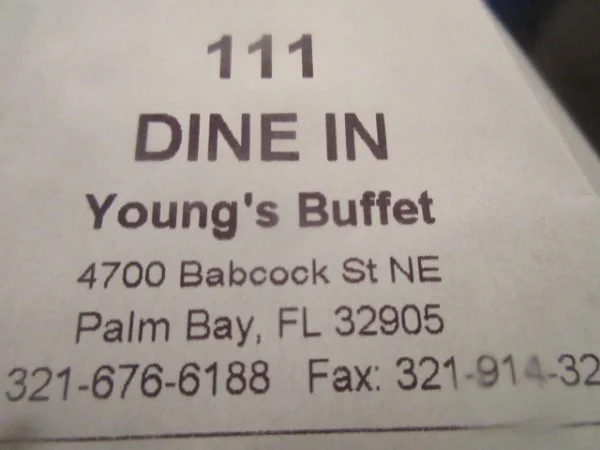 111
DINE IN
Young's Buffet
4700 Babcock St NE
Palm Bay, FL 32905
321-676-6188 Fax: 321-914-32